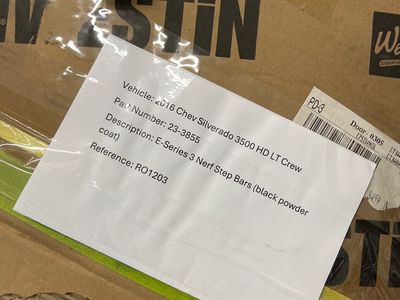 ESTIN
Vehicle: 2016 Chev Silverado 3500 HD LT Crew
Part Number: 23-3855
Description: E-Series 3 Nerf Step Bars (black powder
coat)
Reference: RO1203
PD-3
Door: 0305